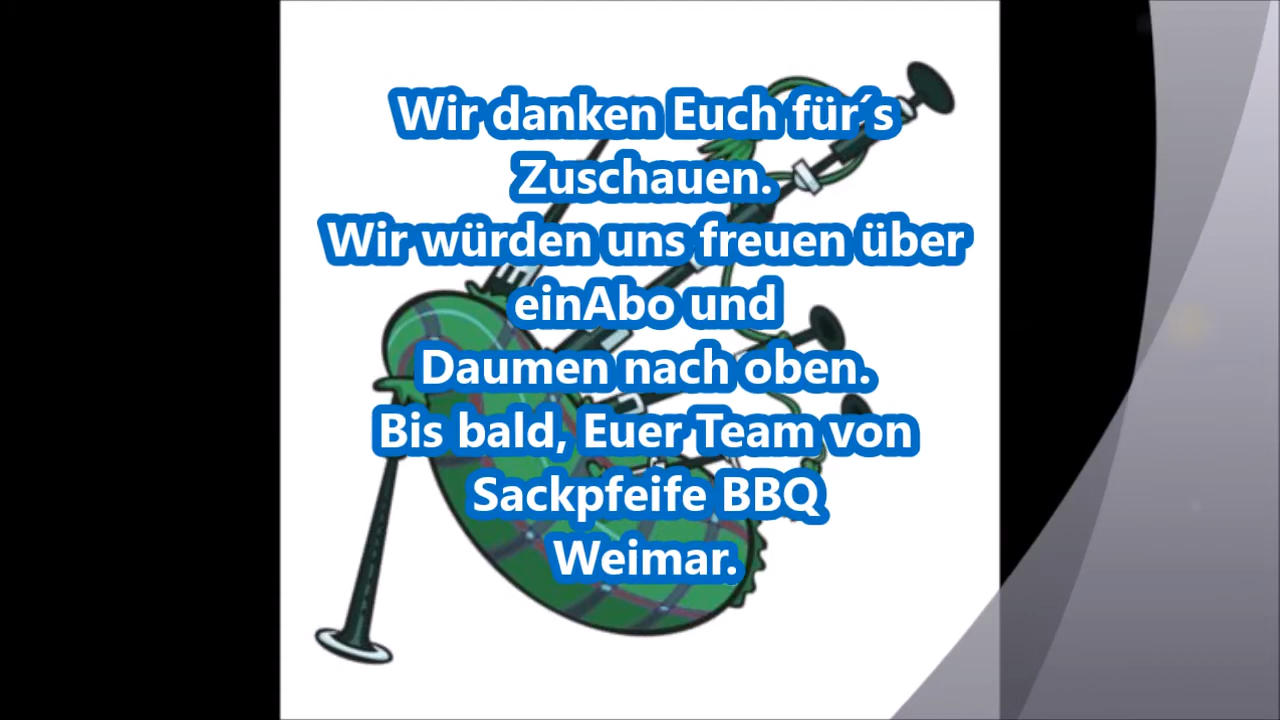 Wir danken Euch für´s
Zuschauen.
Wir würden uns freuen über
einAbo und
Daumen nach oben.
Bis bald, Euer Team von
Sackpfeife BBQ
Weimar.